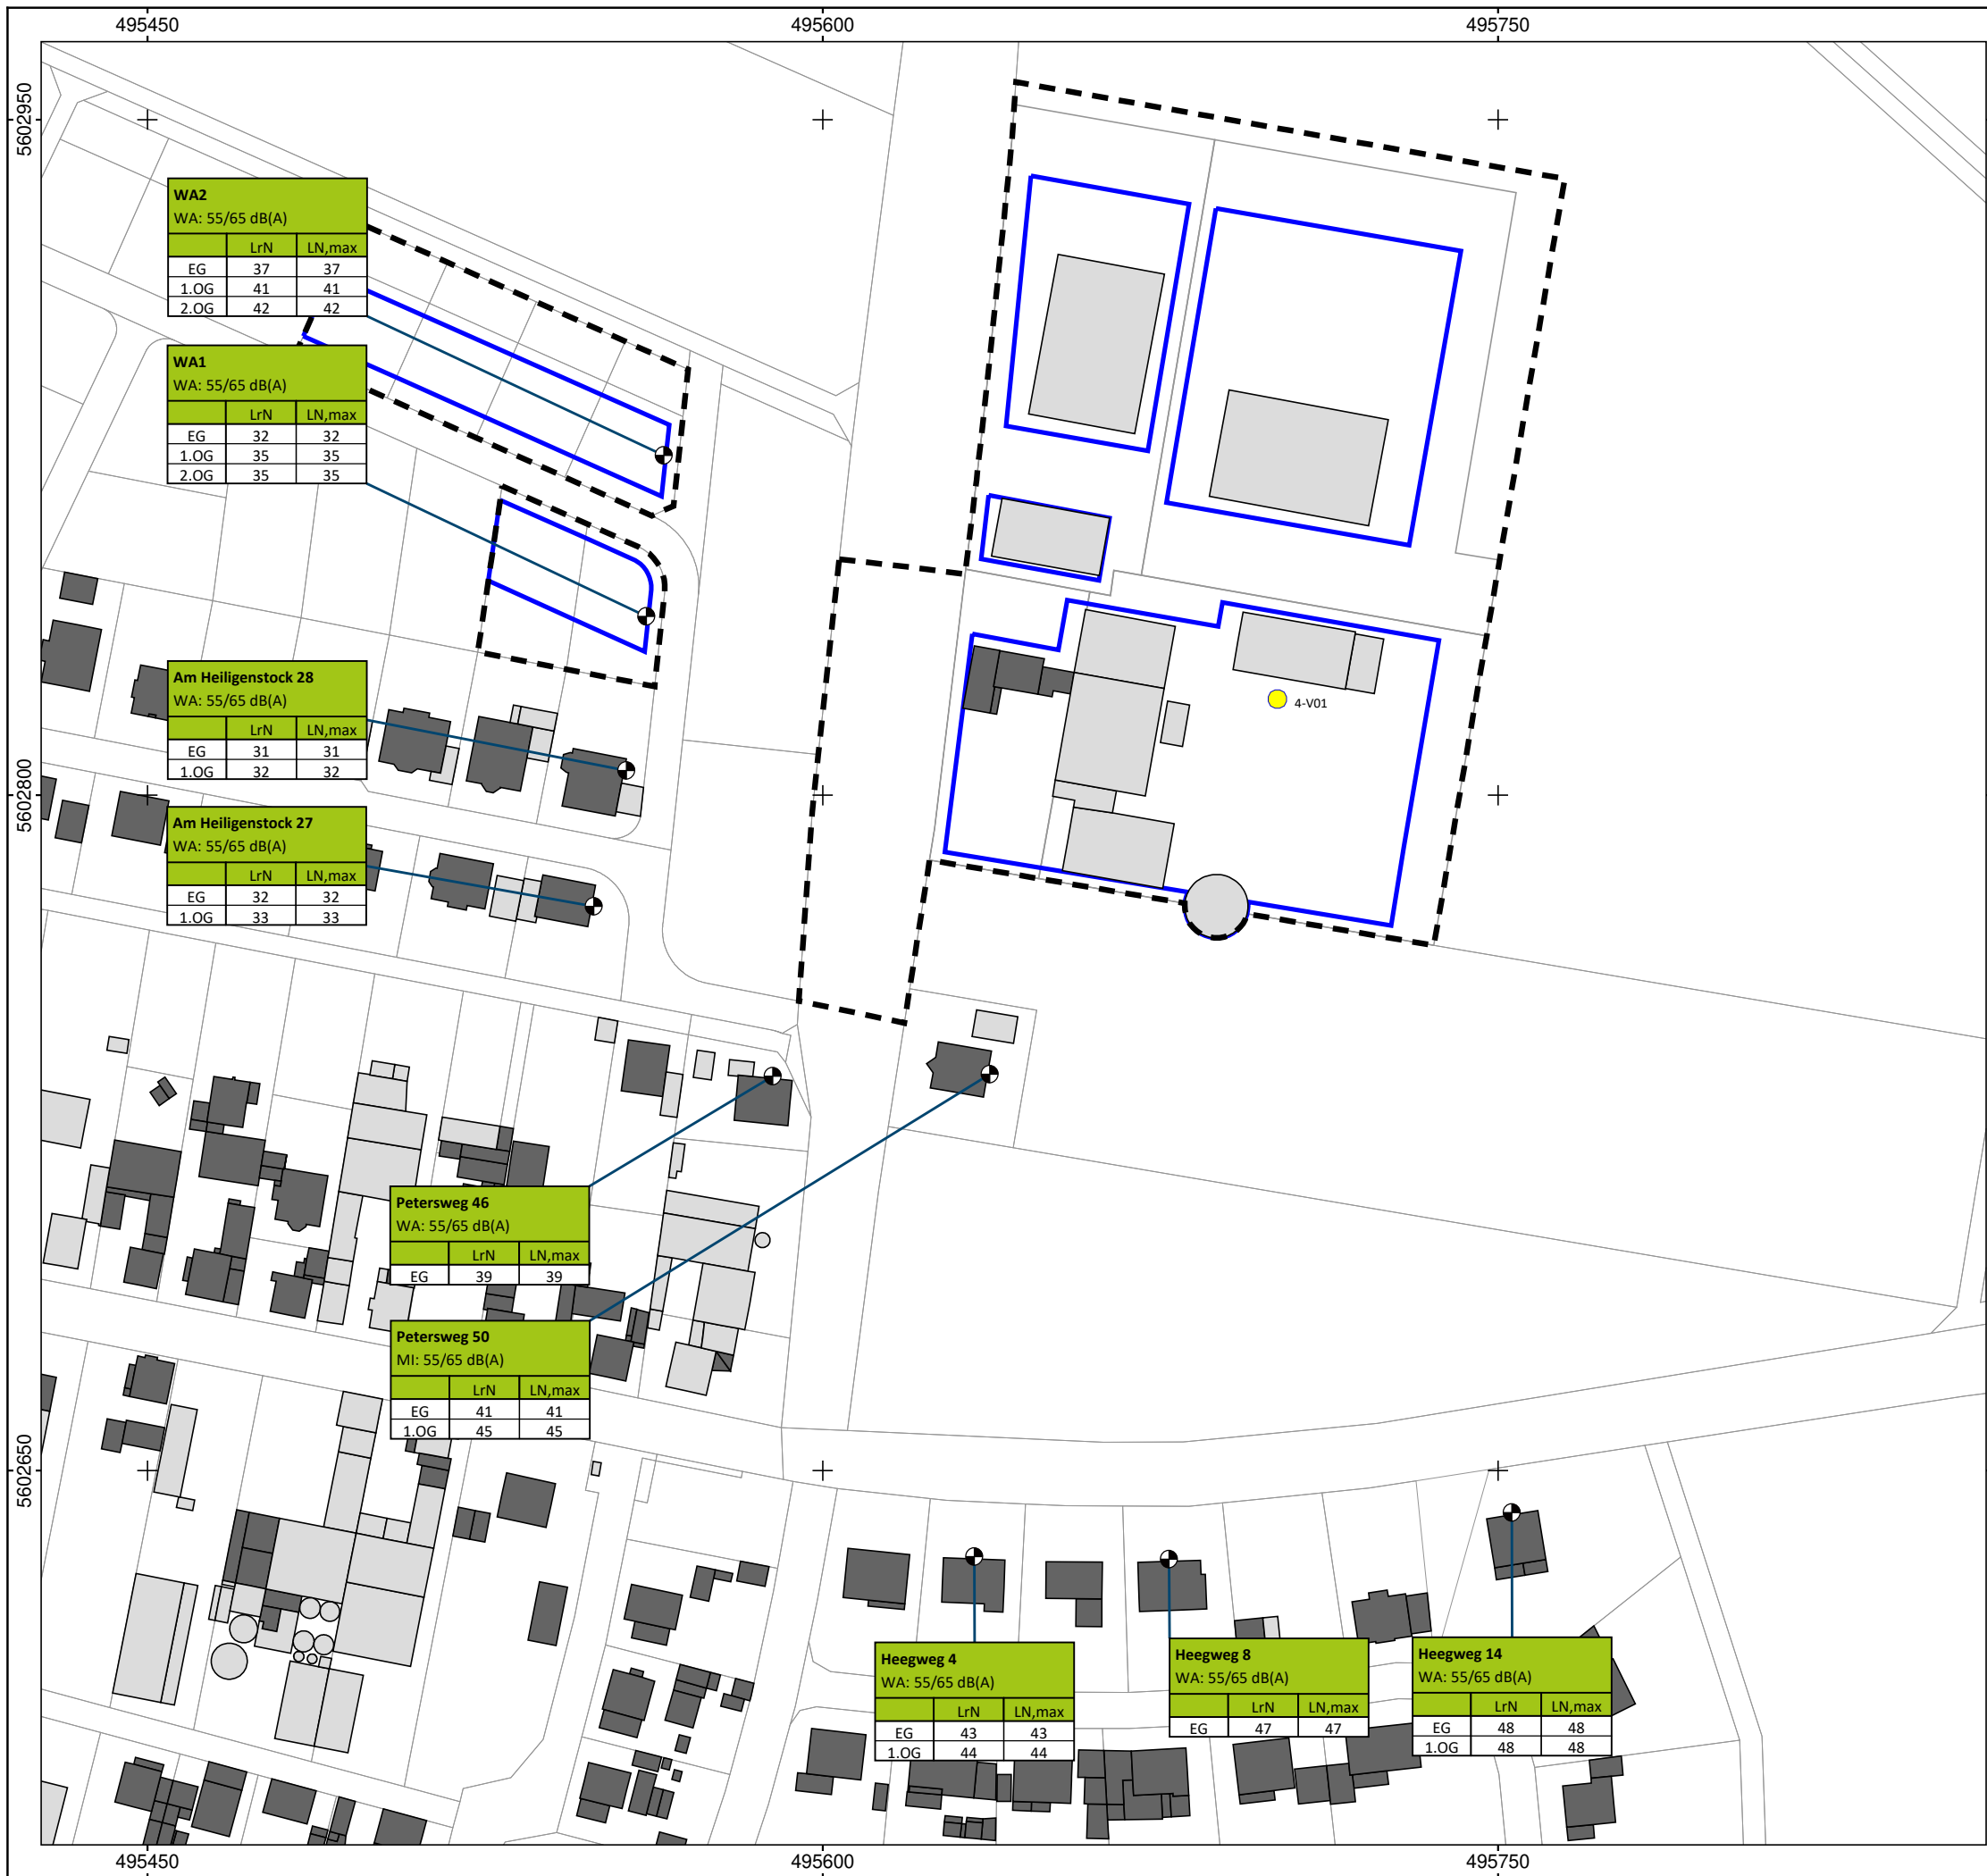 495450 495600 495750
5602950
WA2
WA: 55/65 dB(A)
LrN LN,max
EG 37 37
1.OG 41 41
2.OG 42 42
WA1
WA: 55/65 dB(A)
LrN LN,max
EG 32 32
1.OG 35 35
2.OG 35 35
Am Heiligenstock 28
WA: 55/65 dB(A)
LrN LN,max
EG 31 31
1.OG 32 32
4-V01
5602800
Am Heiligenstock 27
WA: 55/65 dB(A)
LrN LN,max
EG 32 32
1.OG 33 33
Petersweg 46
WA: 55/65 dB(A)
LrN LN,max
EG 39 39
Petersweg 50
MI: 55/65 dB(A)
LrN LN,max
EG 41 41
1.OG 45 45
5602650
Heegweg 4
WA: 55/65 dB(A)
LrN LN,max
EG 43 43
1.OG 44 44
Heegweg 8
WA: 55/65 dB(A)
LrN LN,max
EG 47 47
Heegweg 14
WA: 55/65 dB(A)
LrN LN,max
EG 48 48
1.OG 48 48
495450 495600 495750